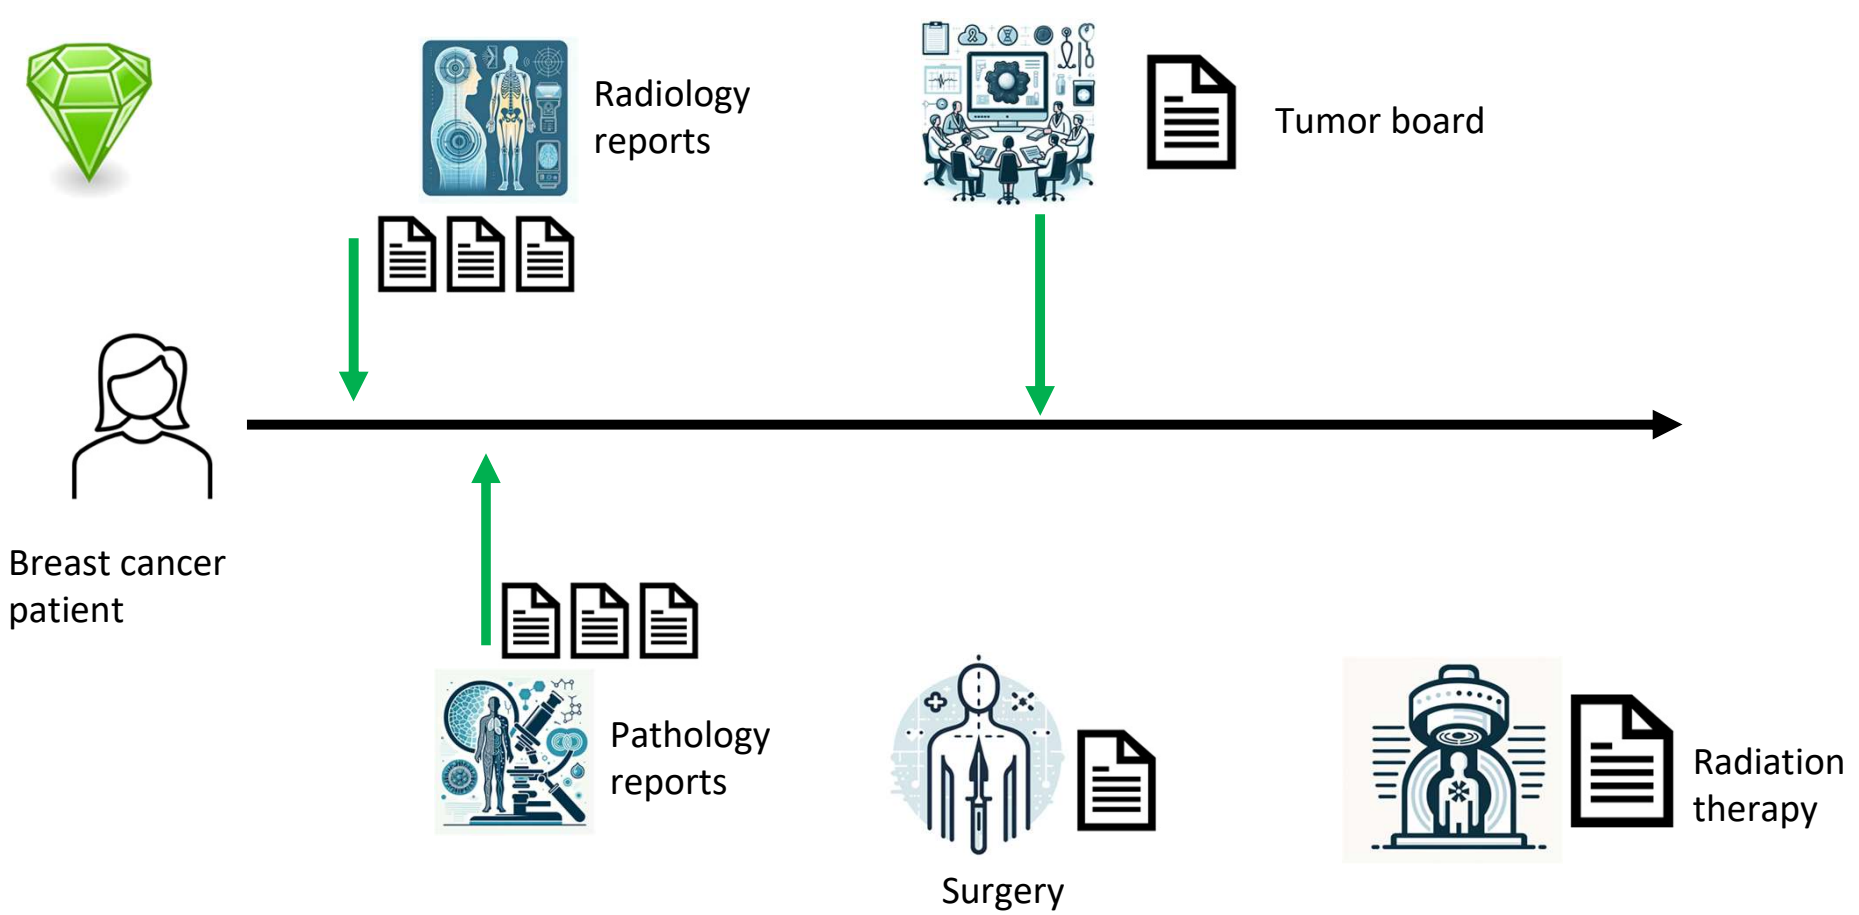 Radiology
reports
Tumor board
Breast cancer
patient
Pathology
reports
Surgery
Radiation
therapy